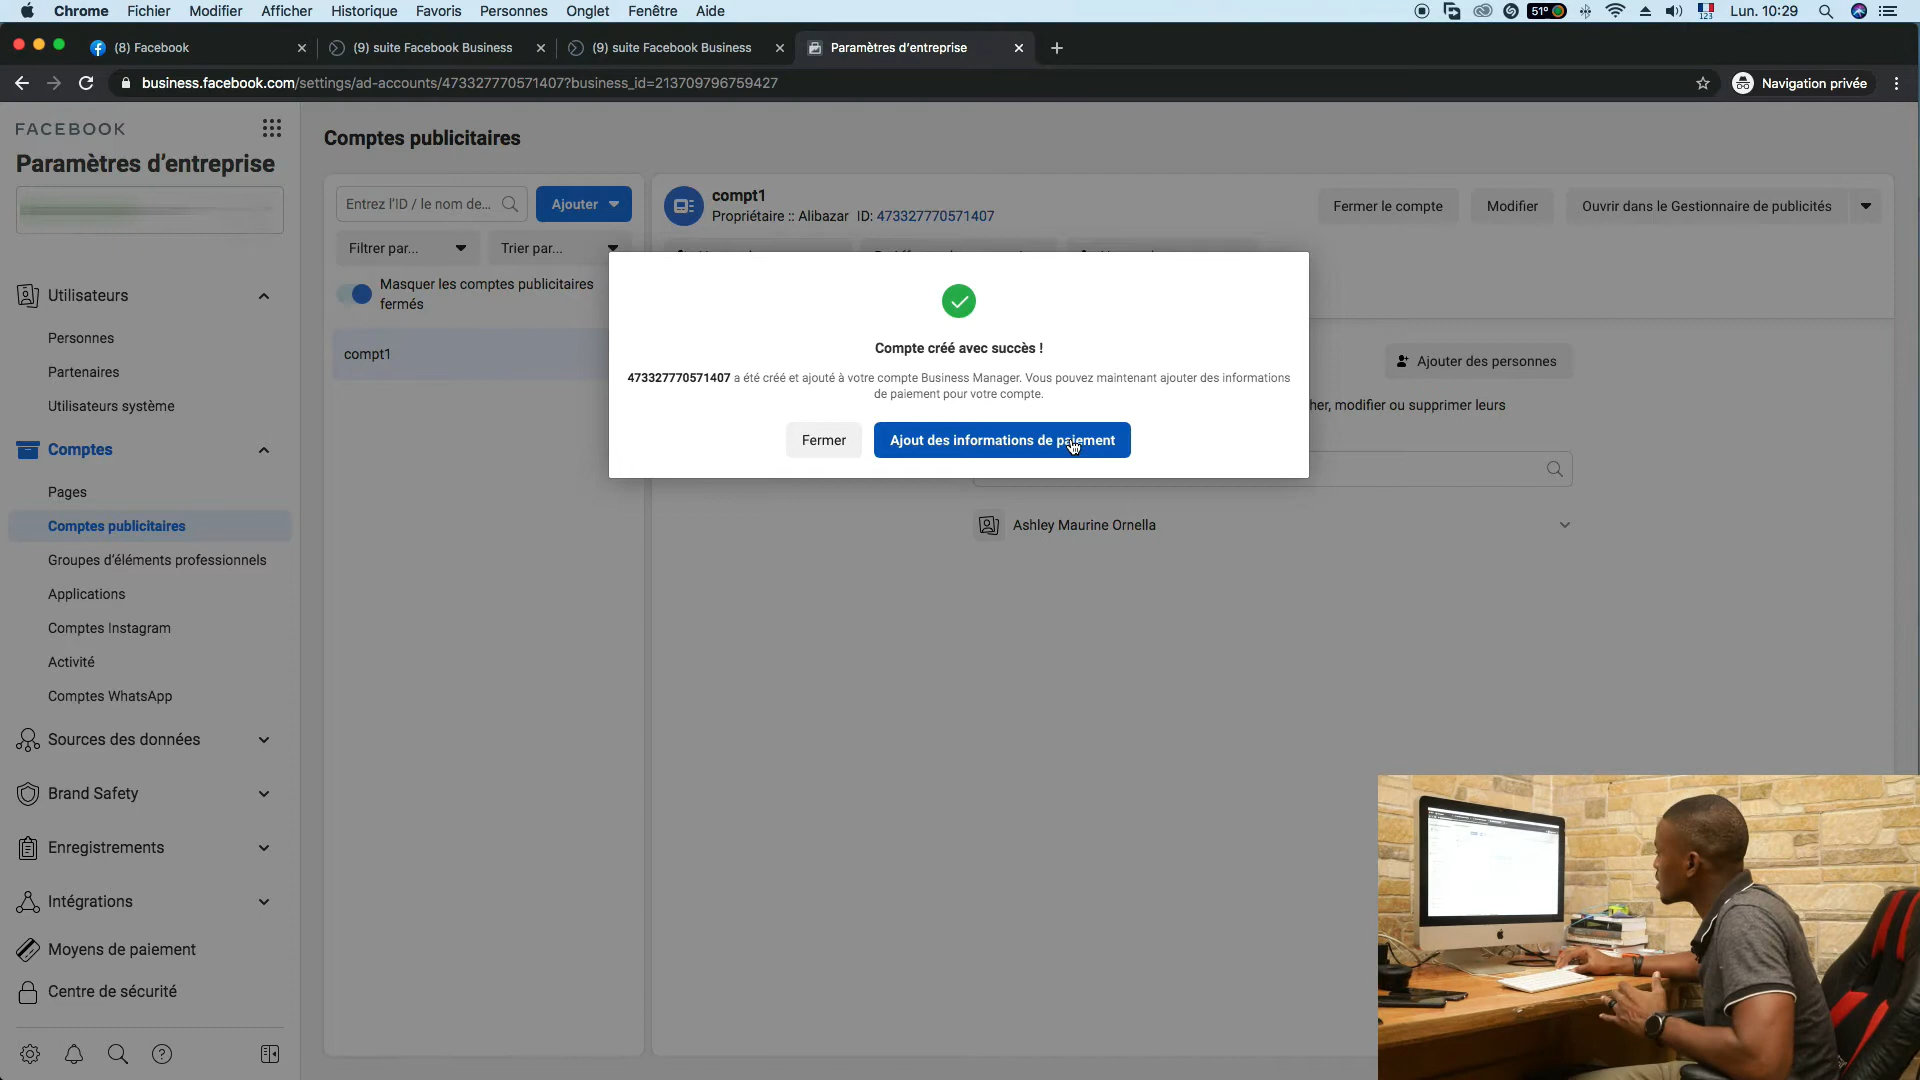 Chrome Fichier Modifier Afficher Historique Favoris Personnes Onglet Fenêtre Aide
51° Lun. 10:29
(8) Facebook
(9) suite Facebook Business
(9) suite Facebook Business
Paramètres d'entreprise
business.facebook.com/settings/ad-accounts/473327770571407?business_id=213709796759427
Navigation privée
FACEBOOK
Paramètres d'entreprise
Utilisateurs
Personnes
Partenaires
Utilisateurs système
Comptes
Pages
Comptes publicitaires
Groupes d'éléments professionnels
Applications
Comptes Instagram
Activité
Comptes WhatsApp
Sources des données
Brand Safety
Enregistrements
Intégrations
Moyens de paiement
Centre de sécurité
Comptes publicitaires
Entrez l'ID / le nom de...
Ajouter
Filtrer par...
Trier par...
Masquer les comptes publicitaires
fermés
compt1
compt1
Propriétaire :: Alibazar ID: 473327770571407
Fermer le compte
Modifier
Ouvrir dans le Gestionnaire de publicités
Compte créé avec succès !
473327770571407 a été créé et ajouté à votre compte Business Manager. Vous pouvez maintenant ajouter des informations
de paiement pour votre compte.
Fermer
Ajout des informations de paiement
Ajouter des personnes
her, modifier ou supprimer leurs
Ashley Maurine Ornella